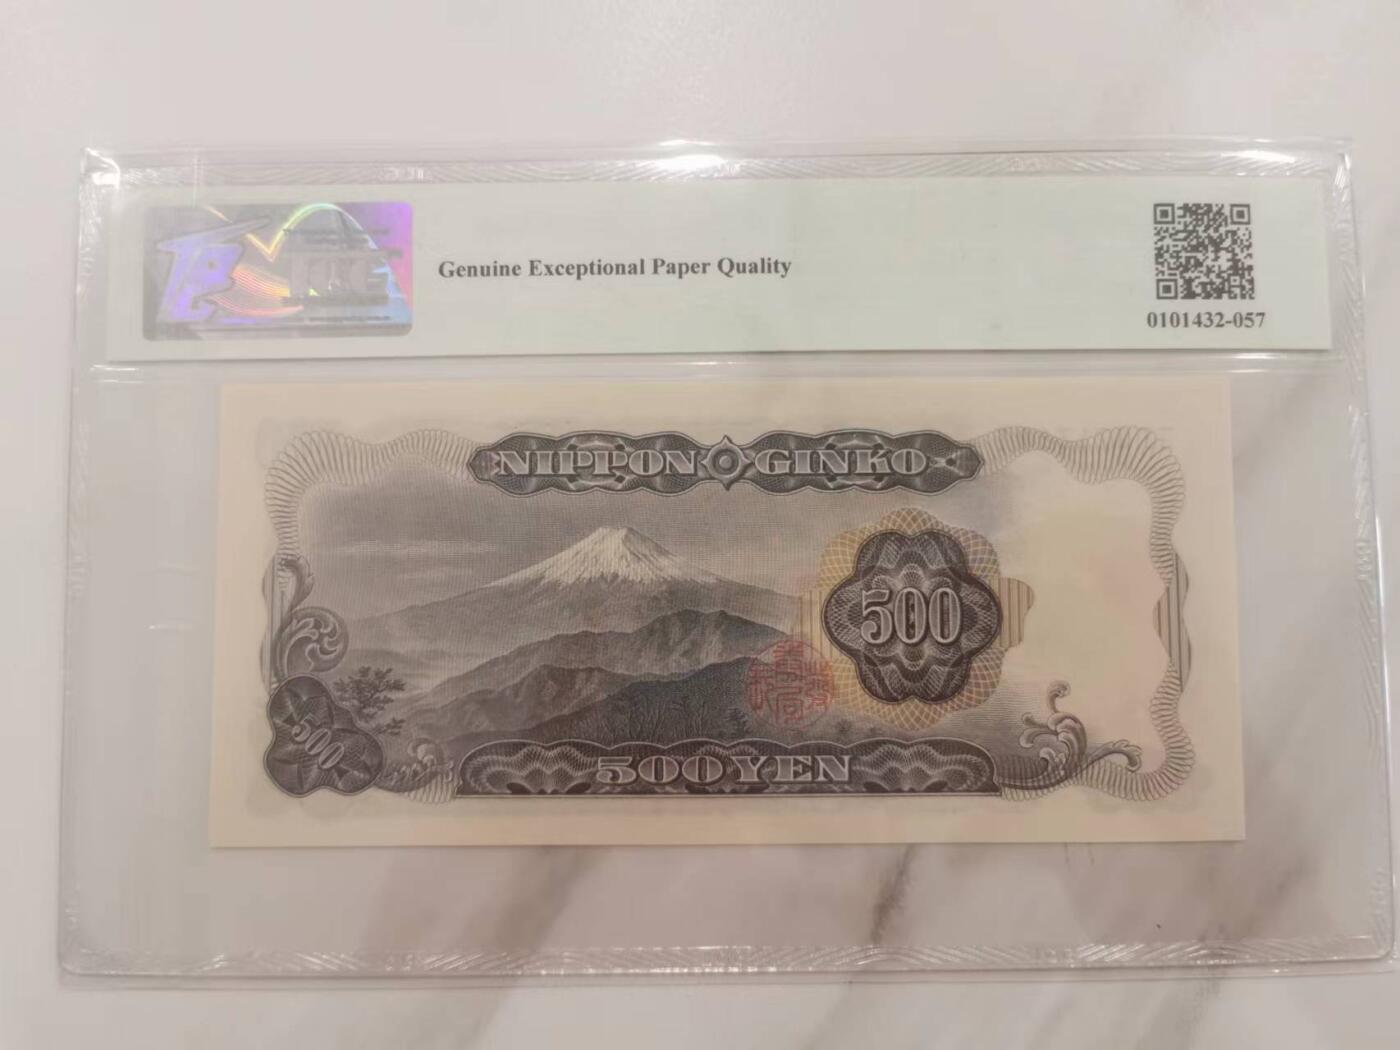 Genuine Exceptional Paper Quality
0101432-057
NIPPON GINKO
500
500
500 YEN